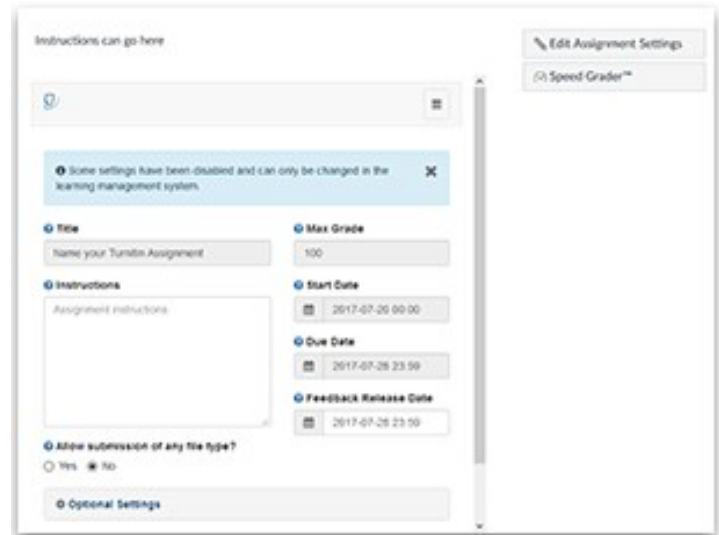 Instructions can go here
Edit Assignment Settings
Speed Grader™
Some settings have been disabled and can only be changed in the
learning management system.
Title
Name your Turnitin Assignment
Max Grade
100
Instructions
Assignment instructions
Start Date
2017-07-20 00:00
Due Date
2017-07-26 23:59
Feedback Release Date
2017-07-26 23:59
Allow submission of any file type?
Yes No
Optional Settings